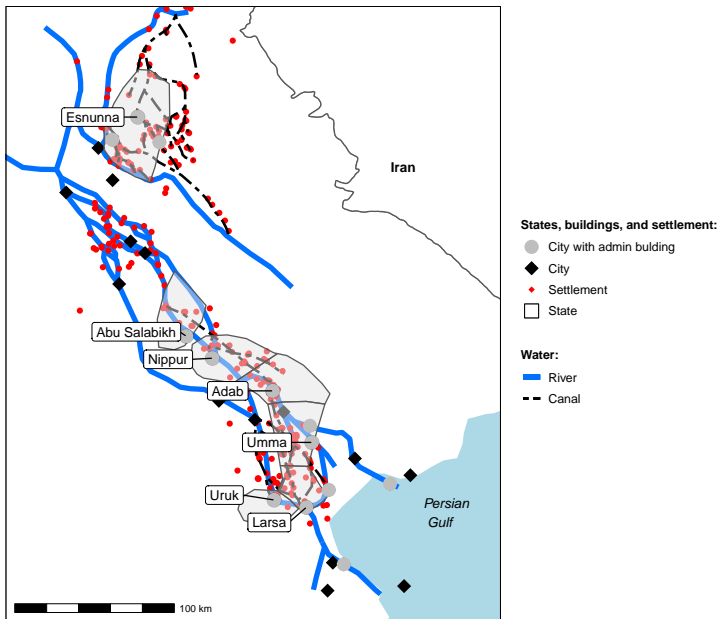 Esnunna
Iran
Abu Salabikh
Nippur
Adab
Umma
Uruk
Larsa
Persian
Gulf
100 km
States, buildings, and settlement:
City with admin bulding
City
Settlement
State
Water:
River
Canal